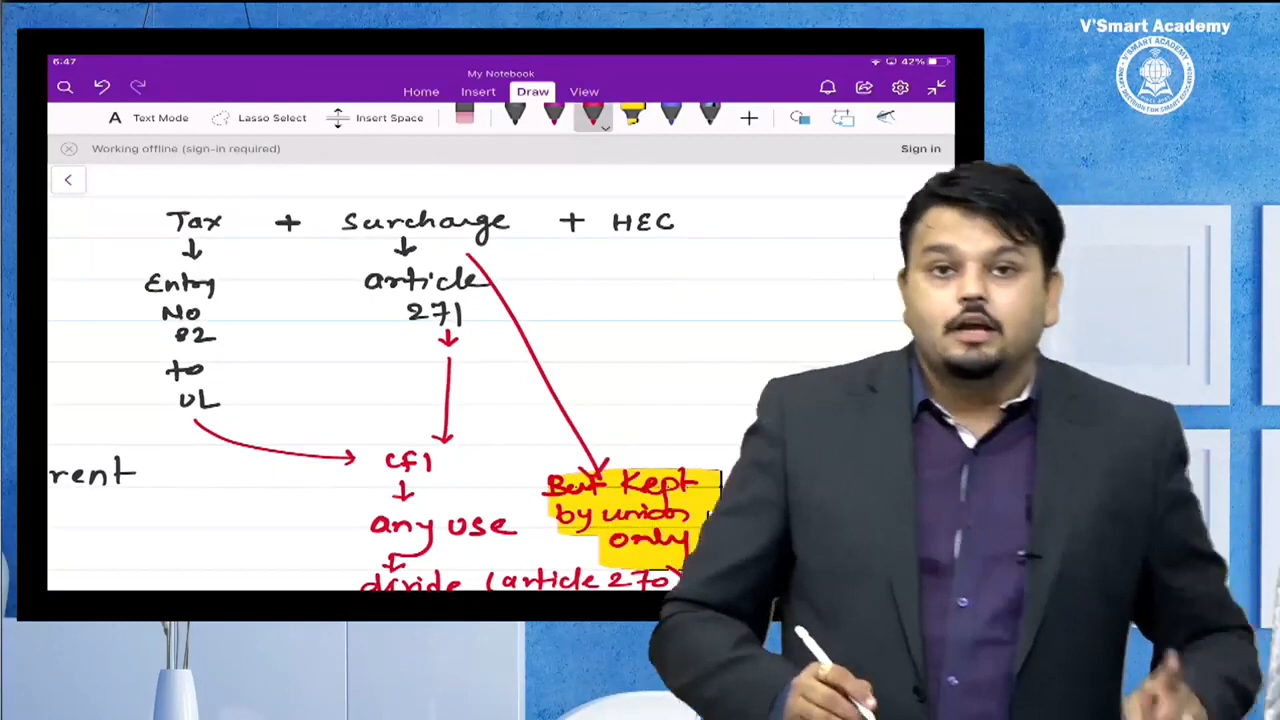 V'Smart Academy
6.47
42%
My Notebook
Home Insert Draw View
Text Mode Lasso Select Insert Space
Working offline (sign-in required)
Sign in
Tax + Surcharge + HEC
Entry article
No 271
82
to
UL
CFI
rent
But Kept
by union
only
any use
divide (article 270)